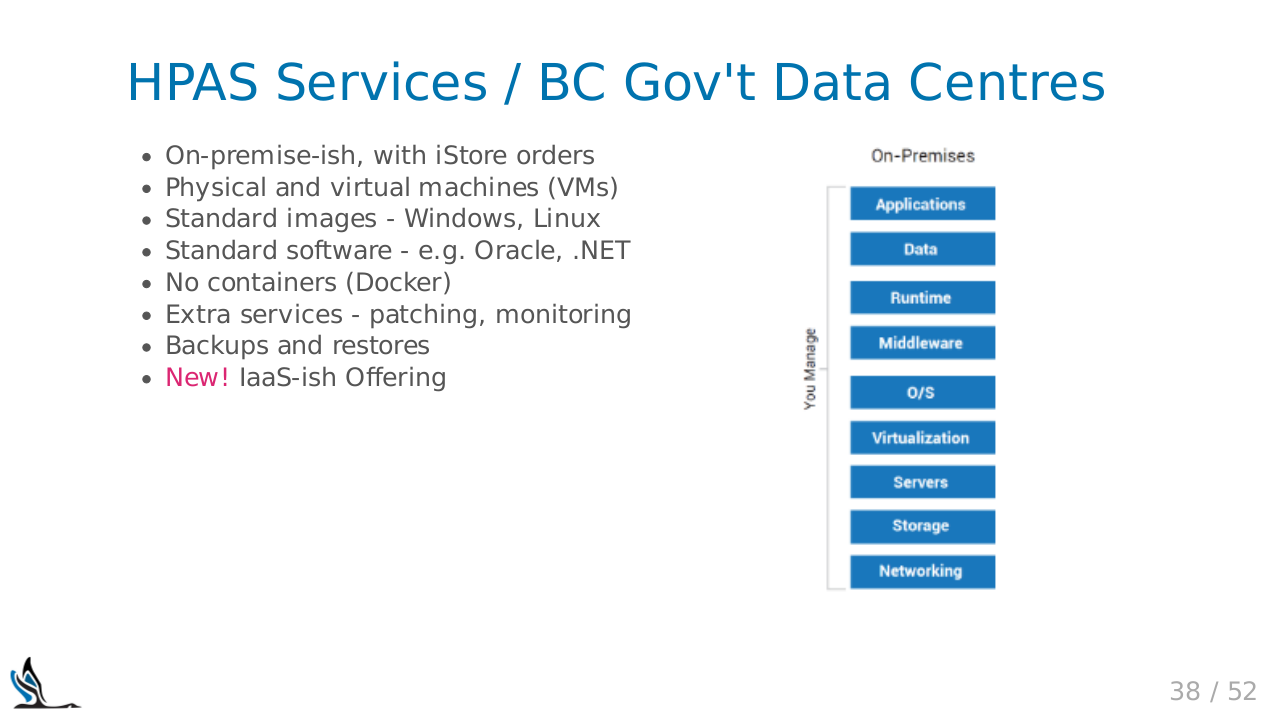 HPAS Services / BC Gov't Data Centres
• On-premise-ish, with iStore orders
• Physical and virtual machines (VMs)
• Standard images - Windows, Linux
• Standard software - e.g. Oracle, .NET
• No containers (Docker)
• Extra services - patching, monitoring
• Backups and restores
• New! IaaS-ish Offering
On-Premises
You Manage
Applications
Data
Runtime
Middleware
O/S
Virtualization
Servers
Storage
Networking
38 / 52